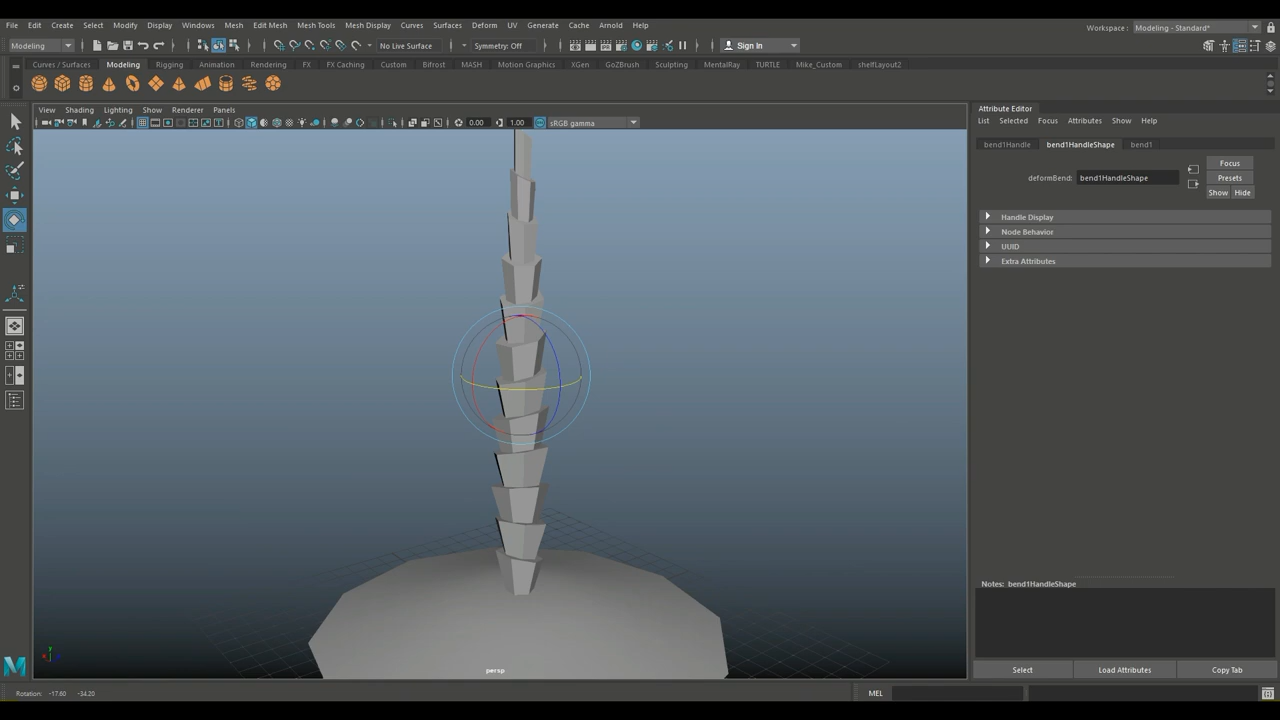 File Edit Create Select Modify Display Windows Mesh Edit Mesh Mesh Tools Mesh Display Curves Surfaces Deform UV Generate Cache Arnold Help
Workspace : Modeling - Standard*
Modeling No Live Surface Symmetry: Off Sign In
Curves / Surfaces Modeling Rigging Animation Rendering FX FX Caching Custom Bifrost MASH Motion Graphics XGen GoZBrush Sculpting MentalRay TURTLE Mike_Custom shelfLayout2
View Shading Lighting Show Renderer Panels
0.00 1.00 sRGB gamma
Attribute Editor
List Selected Focus Attributes Show Help
bend1Handle bend1HandleShape bend1
Focus
deformBend: bend1HandleShape
Presets
Show Hide
Handle Display
Node Behavior
UUID
Extra Attributes
Notes: bend1HandleShape
persp
Select Load Attributes Copy Tab
Rotation: -17.60 -34.20
MEL